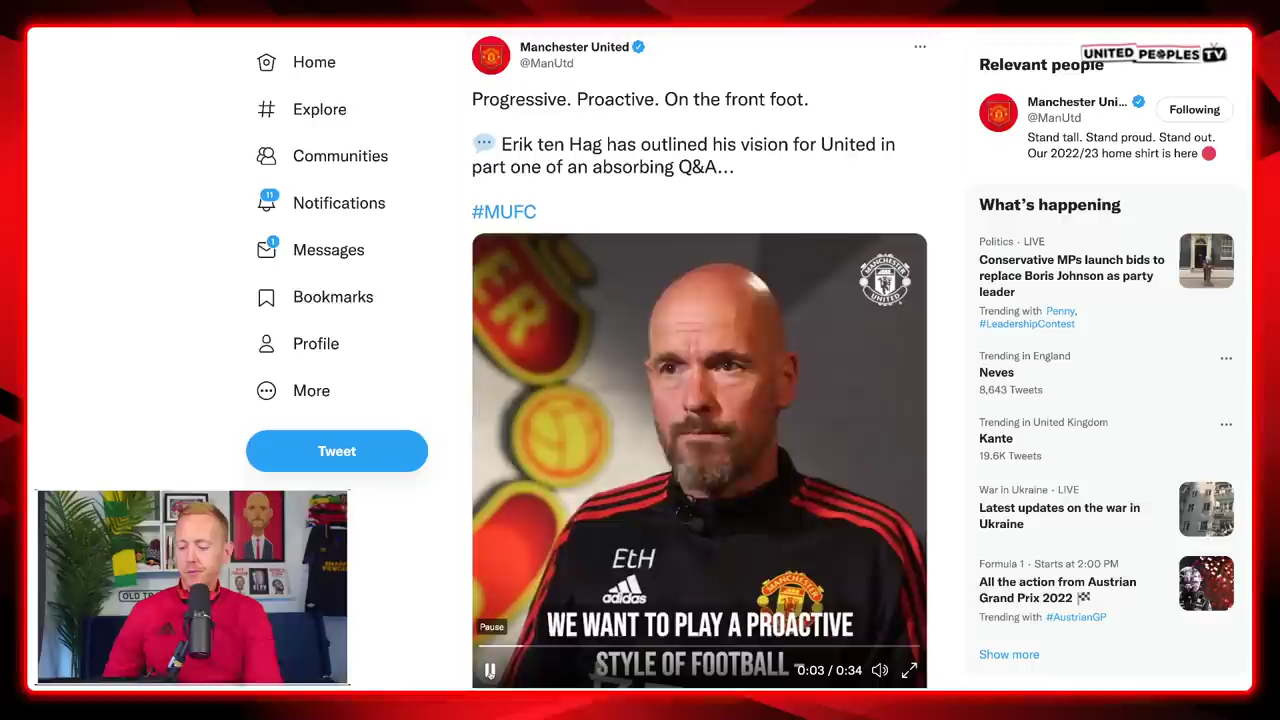 Home
Explore
Communities
11
Notifications
1
Messages
Bookmarks
Profile
More
Tweet
OLD
Manchester United
@ManUtd
Progressive. Proactive. On the front foot.
Erik ten Hag has outlined his vision for United in
part one of an absorbing Q&A...
#MUFC
MANCHESTER
UNITED
ER
EtH
adidas
MANCHESTER
WE WANT TO PLAY A PROACTIVE
STYLE OF FOOTBALL -
Pause
0:03 / 0:34
UNITED PEOPLES TV
Relevant people
Manchester Uni...
Following
@ManUtd
Stand tall. Stand proud. Stand out.
Our 2022/23 home shirt is here
What's happening
Politics · LIVE
Conservative MPs launch bids to
replace Boris Johnson as party
leader
Trending with Penny,
#LeadershipContest
Trending in England
Neves
8,643 Tweets
Trending in United Kingdom
Kante
19.6K Tweets
War in Ukraine · LIVE
Latest updates on the war in
Ukraine
Formula 1 · Starts at 2:00 PM
All the action from Austrian
Grand Prix 2022
Trending with #AustrianGP
Show more